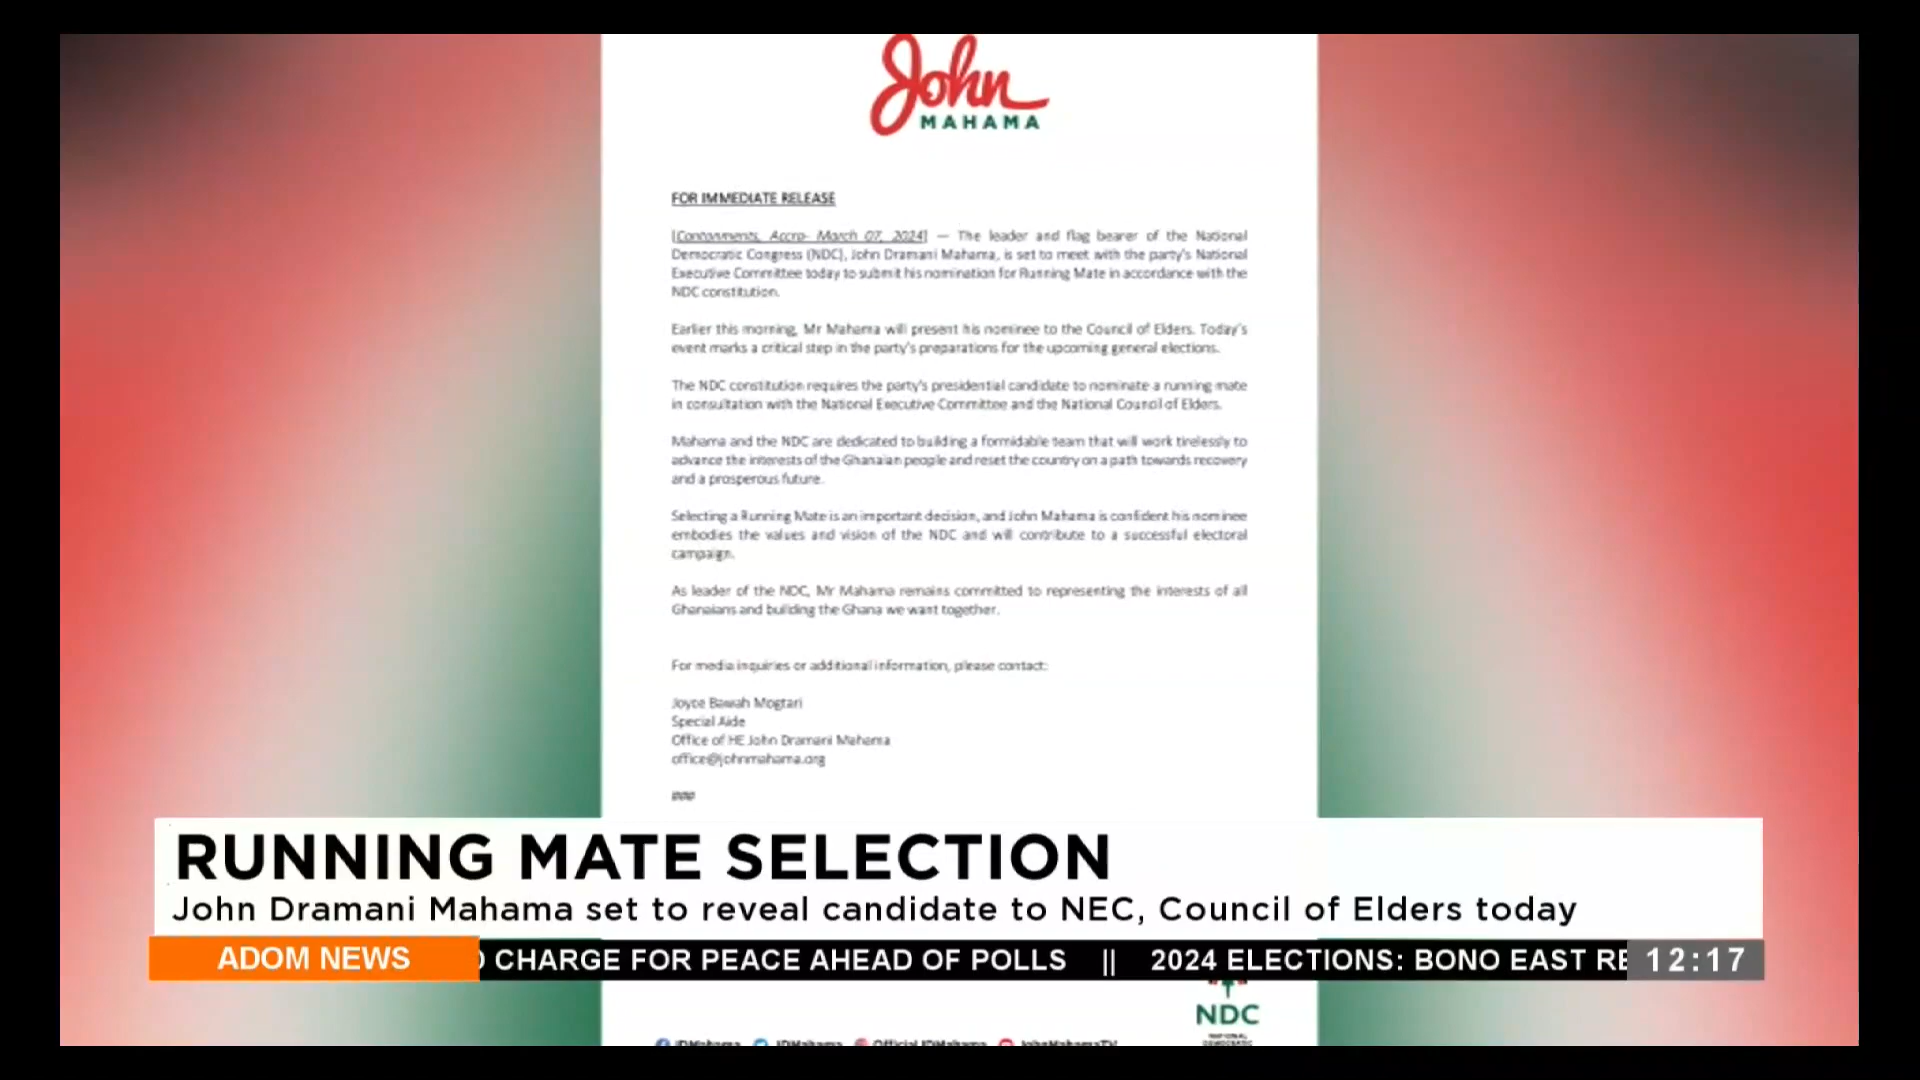 John
MAHAMA
FOR IMMEDIATE RELEASE
[Cantonments, Accra- March 07, 2024] — The leader and flag bearer of the National
Democratic Congress (NDC), John Dramani Mahama, is set to meet with the party's National
Executive Committee today to submit his nomination for Running Mate in accordance with the
NDC constitution.
Earlier this morning, Mr Mahama will present his nominee to the Council of Elders. Today's
event marks a critical step in the party's preparations for the upcoming general elections.
The NDC constitution requires the party's presidential candidate to nominate a running mate
in consultation with the National Executive Committee and the National Council of Elders.
Mahama and the NDC are dedicated to building a formidable team that will work tirelessly to
advance the interests of the Ghanaian people and reset the country on a path towards recovery
and a prosperous future.
Selecting a Running Mate is an important decision, and John Mahama is confident his nominee
embodies the values and vision of the NDC and will contribute to a successful electoral
campaign.
As leader of the NDC, Mr Mahama remains committed to representing the interests of all
Ghanaians and building the Ghana we want together.
For media inquiries or additional information, please contact:
Joyce Bawah Mogtari
Special Aide
Office of HE John Dramani Mahama
office@johnmahama.org
RUNNING MATE SELECTION
John Dramani Mahama set to reveal candidate to NEC, Council of Elders today
ADOM NEWS
CHARGE FOR PEACE AHEAD OF POLLS || 2024 ELECTIONS: BONO EAST RE
12:17
NDC
JDMahama JDMahama OfficialJDMahama JohnMahamaTV